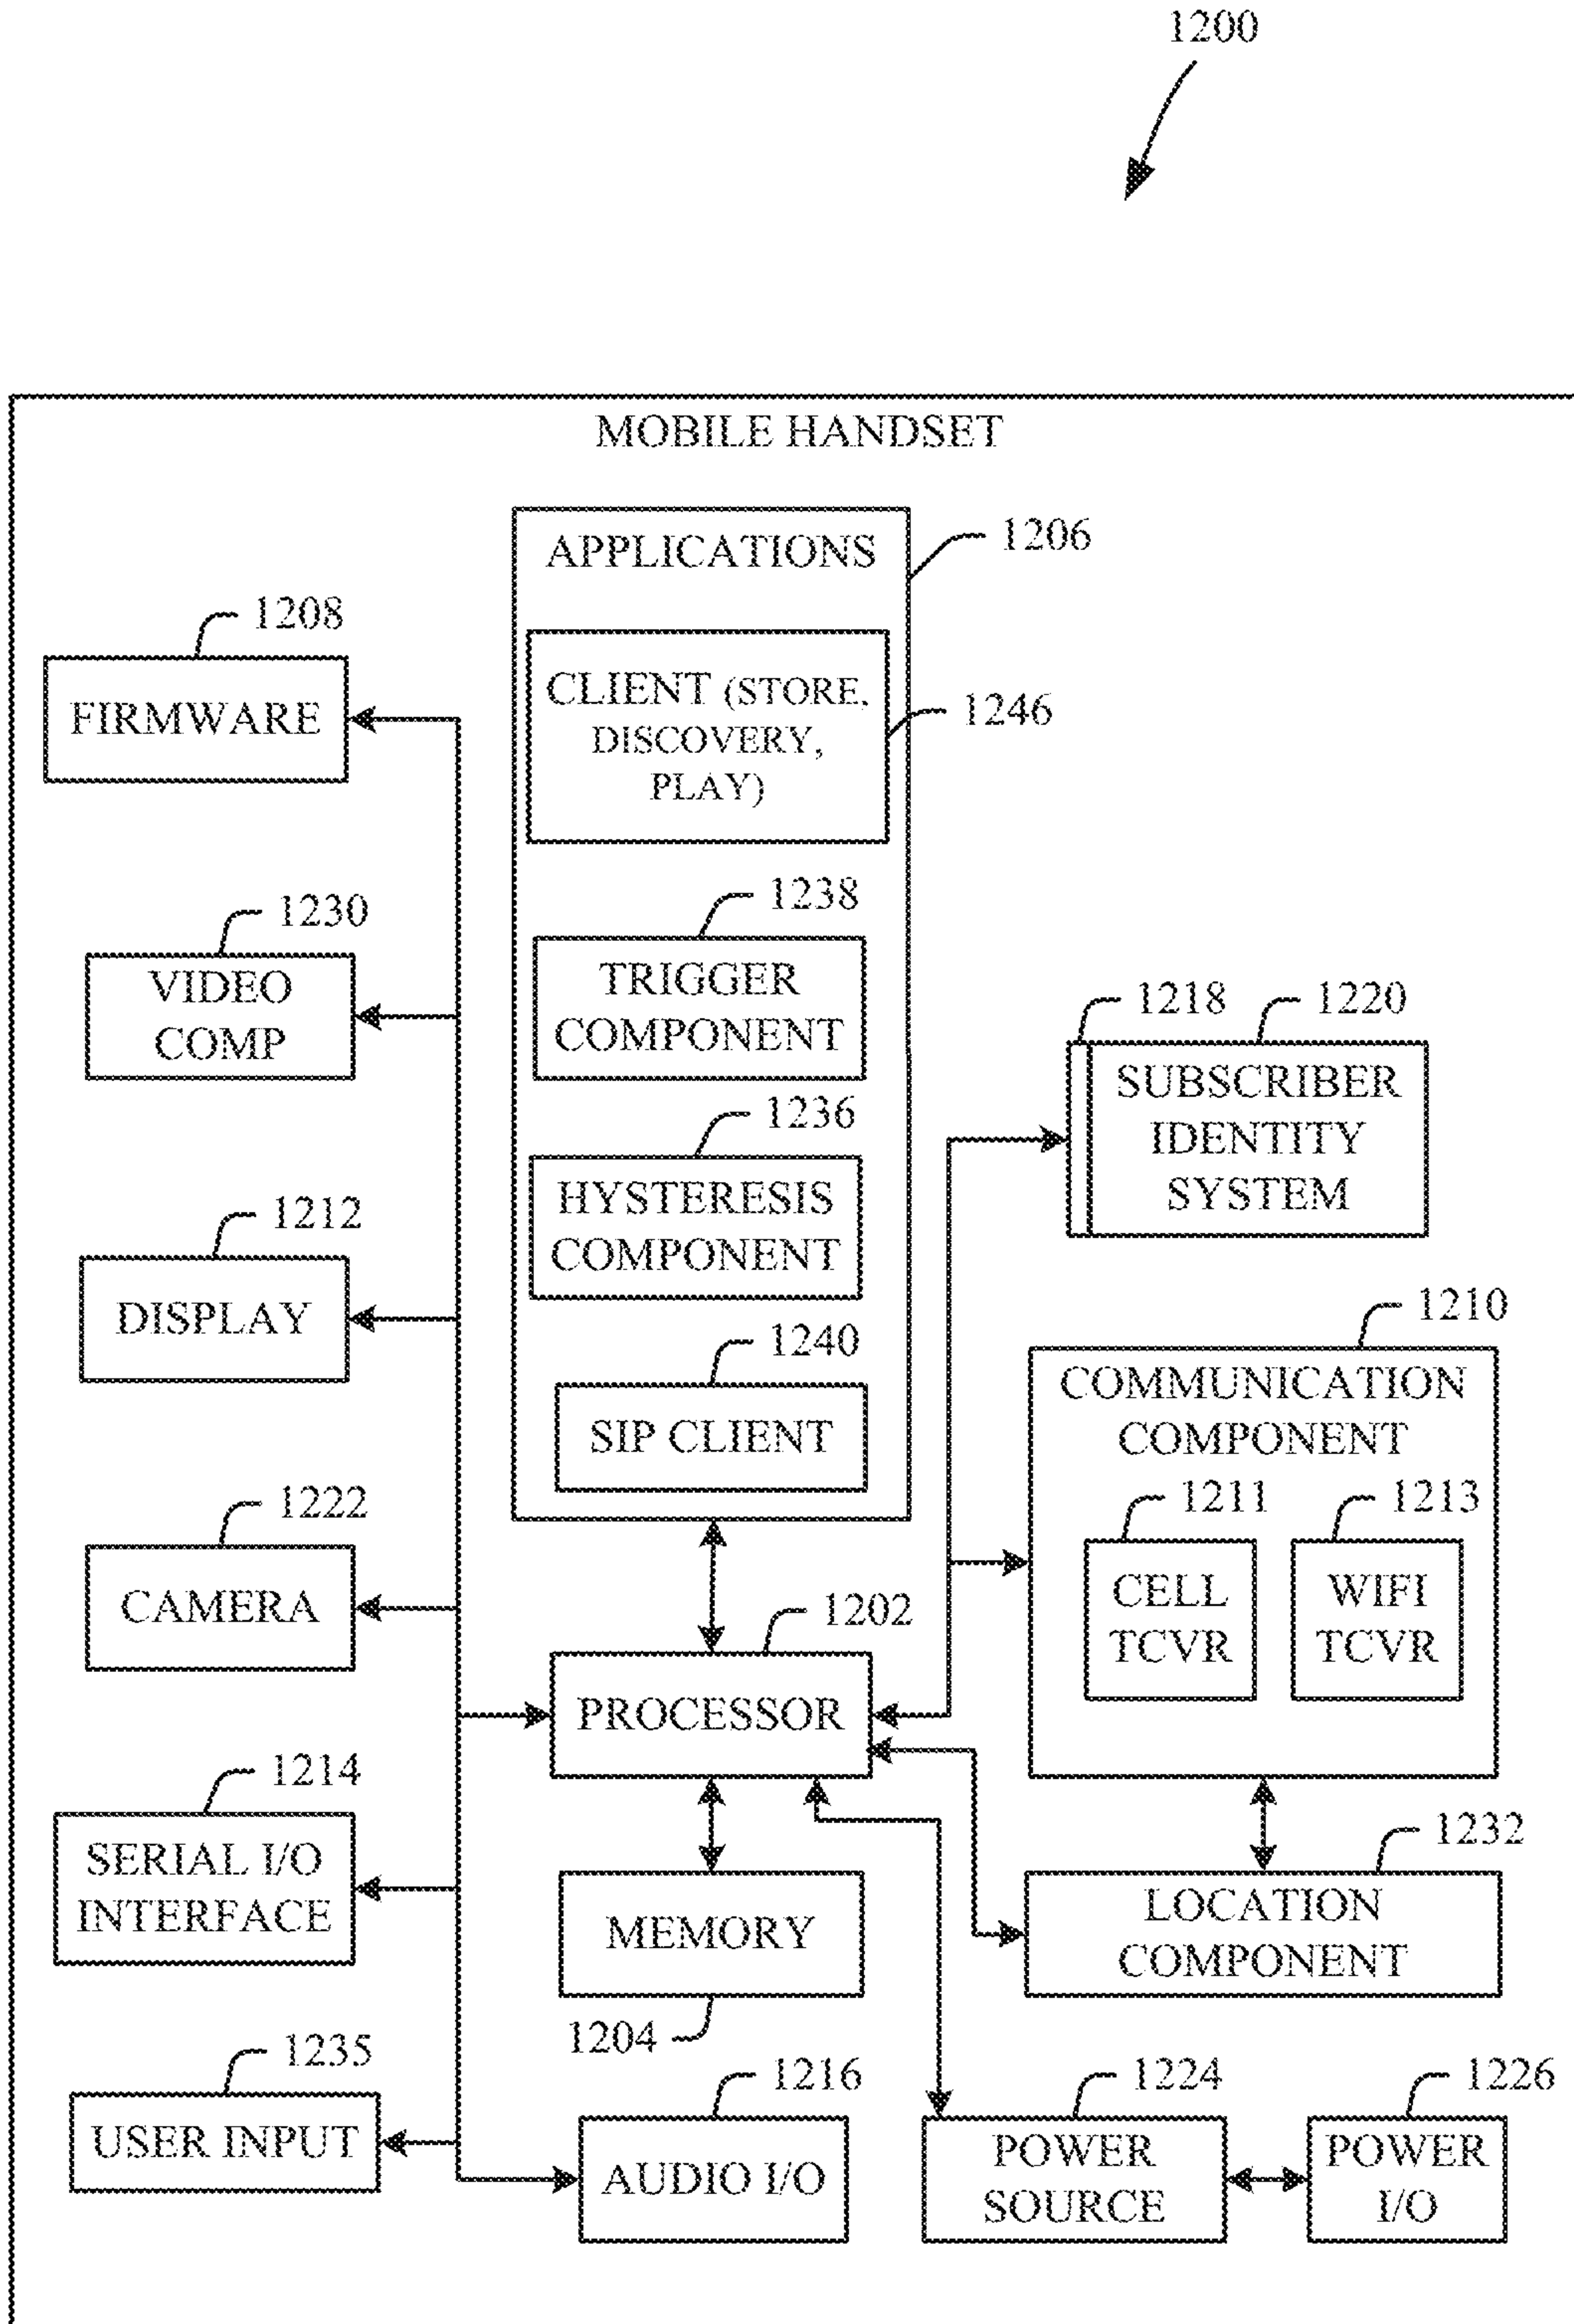 1200
MOBILE HANDSET
APPLICATIONS
1206
1208
FIRMWARE
CLIENT (STORE,
DISCOVERY,
PLAY)
1246
1230
VIDEO
COMP
1238
TRIGGER
COMPONENT
1218
1220
SUBSCRIBER
IDENTITY
SYSTEM
1236
HYSTERESIS
COMPONENT
1212
DISPLAY
1240
SIP CLIENT
1210
COMMUNICATION
COMPONENT
1211
CELL
TCVR
1213
WIFI
TCVR
1222
CAMERA
1202
PROCESSOR
1214
SERIAL I/O
INTERFACE
MEMORY
1204
1232
LOCATION
COMPONENT
1235
USER INPUT
1216
AUDIO I/O
1224
POWER
SOURCE
1226
POWER
I/O